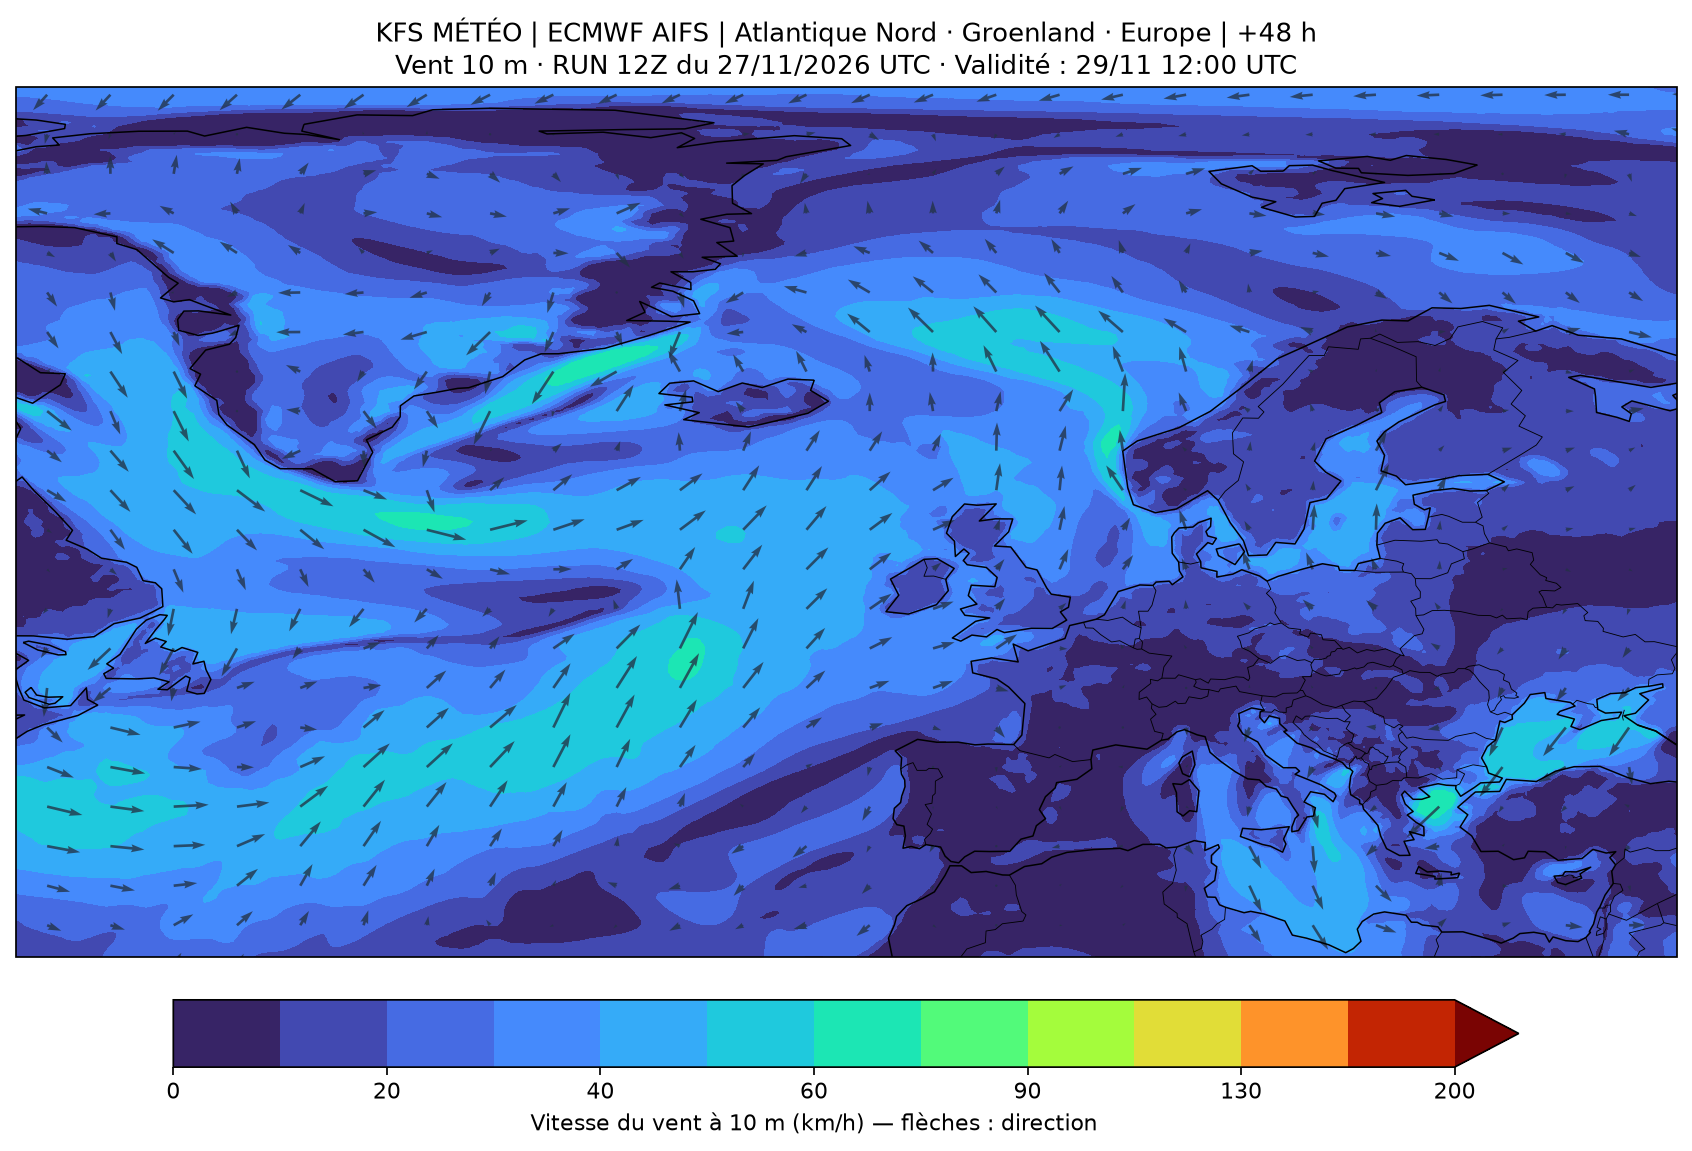 KFS MÉTÉO | ECMWF AIFS | Atlantique Nord · Groenland · Europe | +48 h
Vent 10 m · RUN 12Z du 27/11/2026 UTC · Validité : 29/11 12:00 UTC
0 20 40 60 90 130 200
Vitesse du vent à 10 m (km/h) — flèches : direction